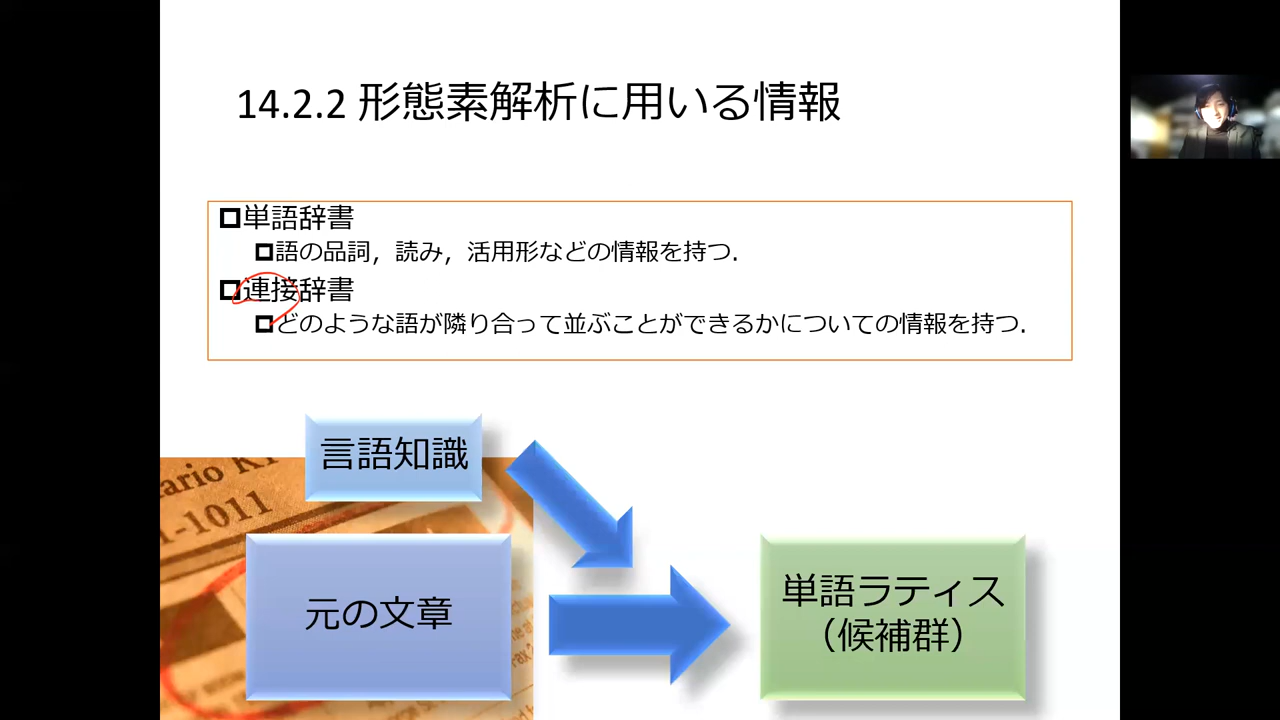 14.2.2 形態素解析に用いる情報
単語辞書
語の品詞，読み，活用形などの情報を持つ．
連接辞書
どのような語が隣り合って並ぶことができるかについての情報を持つ．
言語知識
ario K
-1011
元の文章
単語ラティス
（候補群）